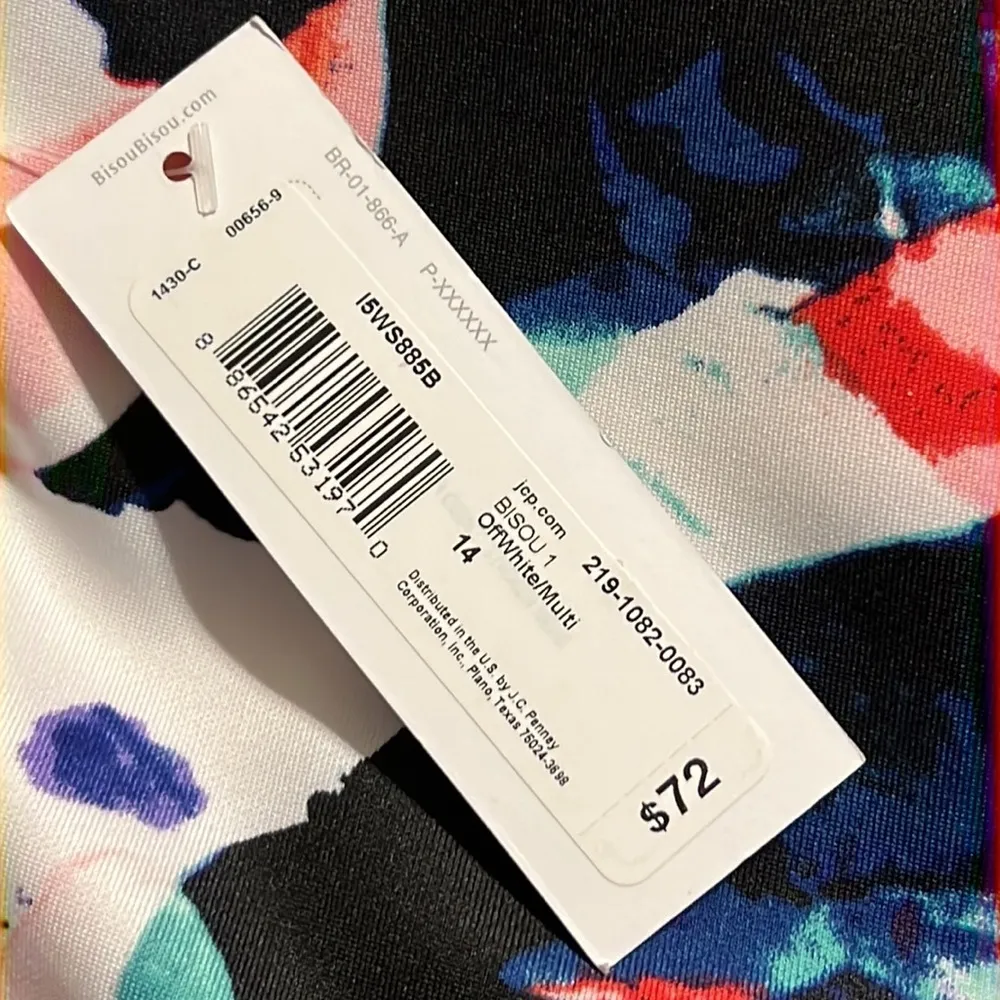 BisouBisou.com
BR-01-866-A P-XXXXXX
1430-C 00656-9
I5WS885B
00
86542 53197
0
jcp.com 219-1082-0083
BISOU 1
OffWhite/Multi
14
Distributed in the U.S. by J.C. Penney
Corporation, Inc., Plano, Texas 75024-3698
$72